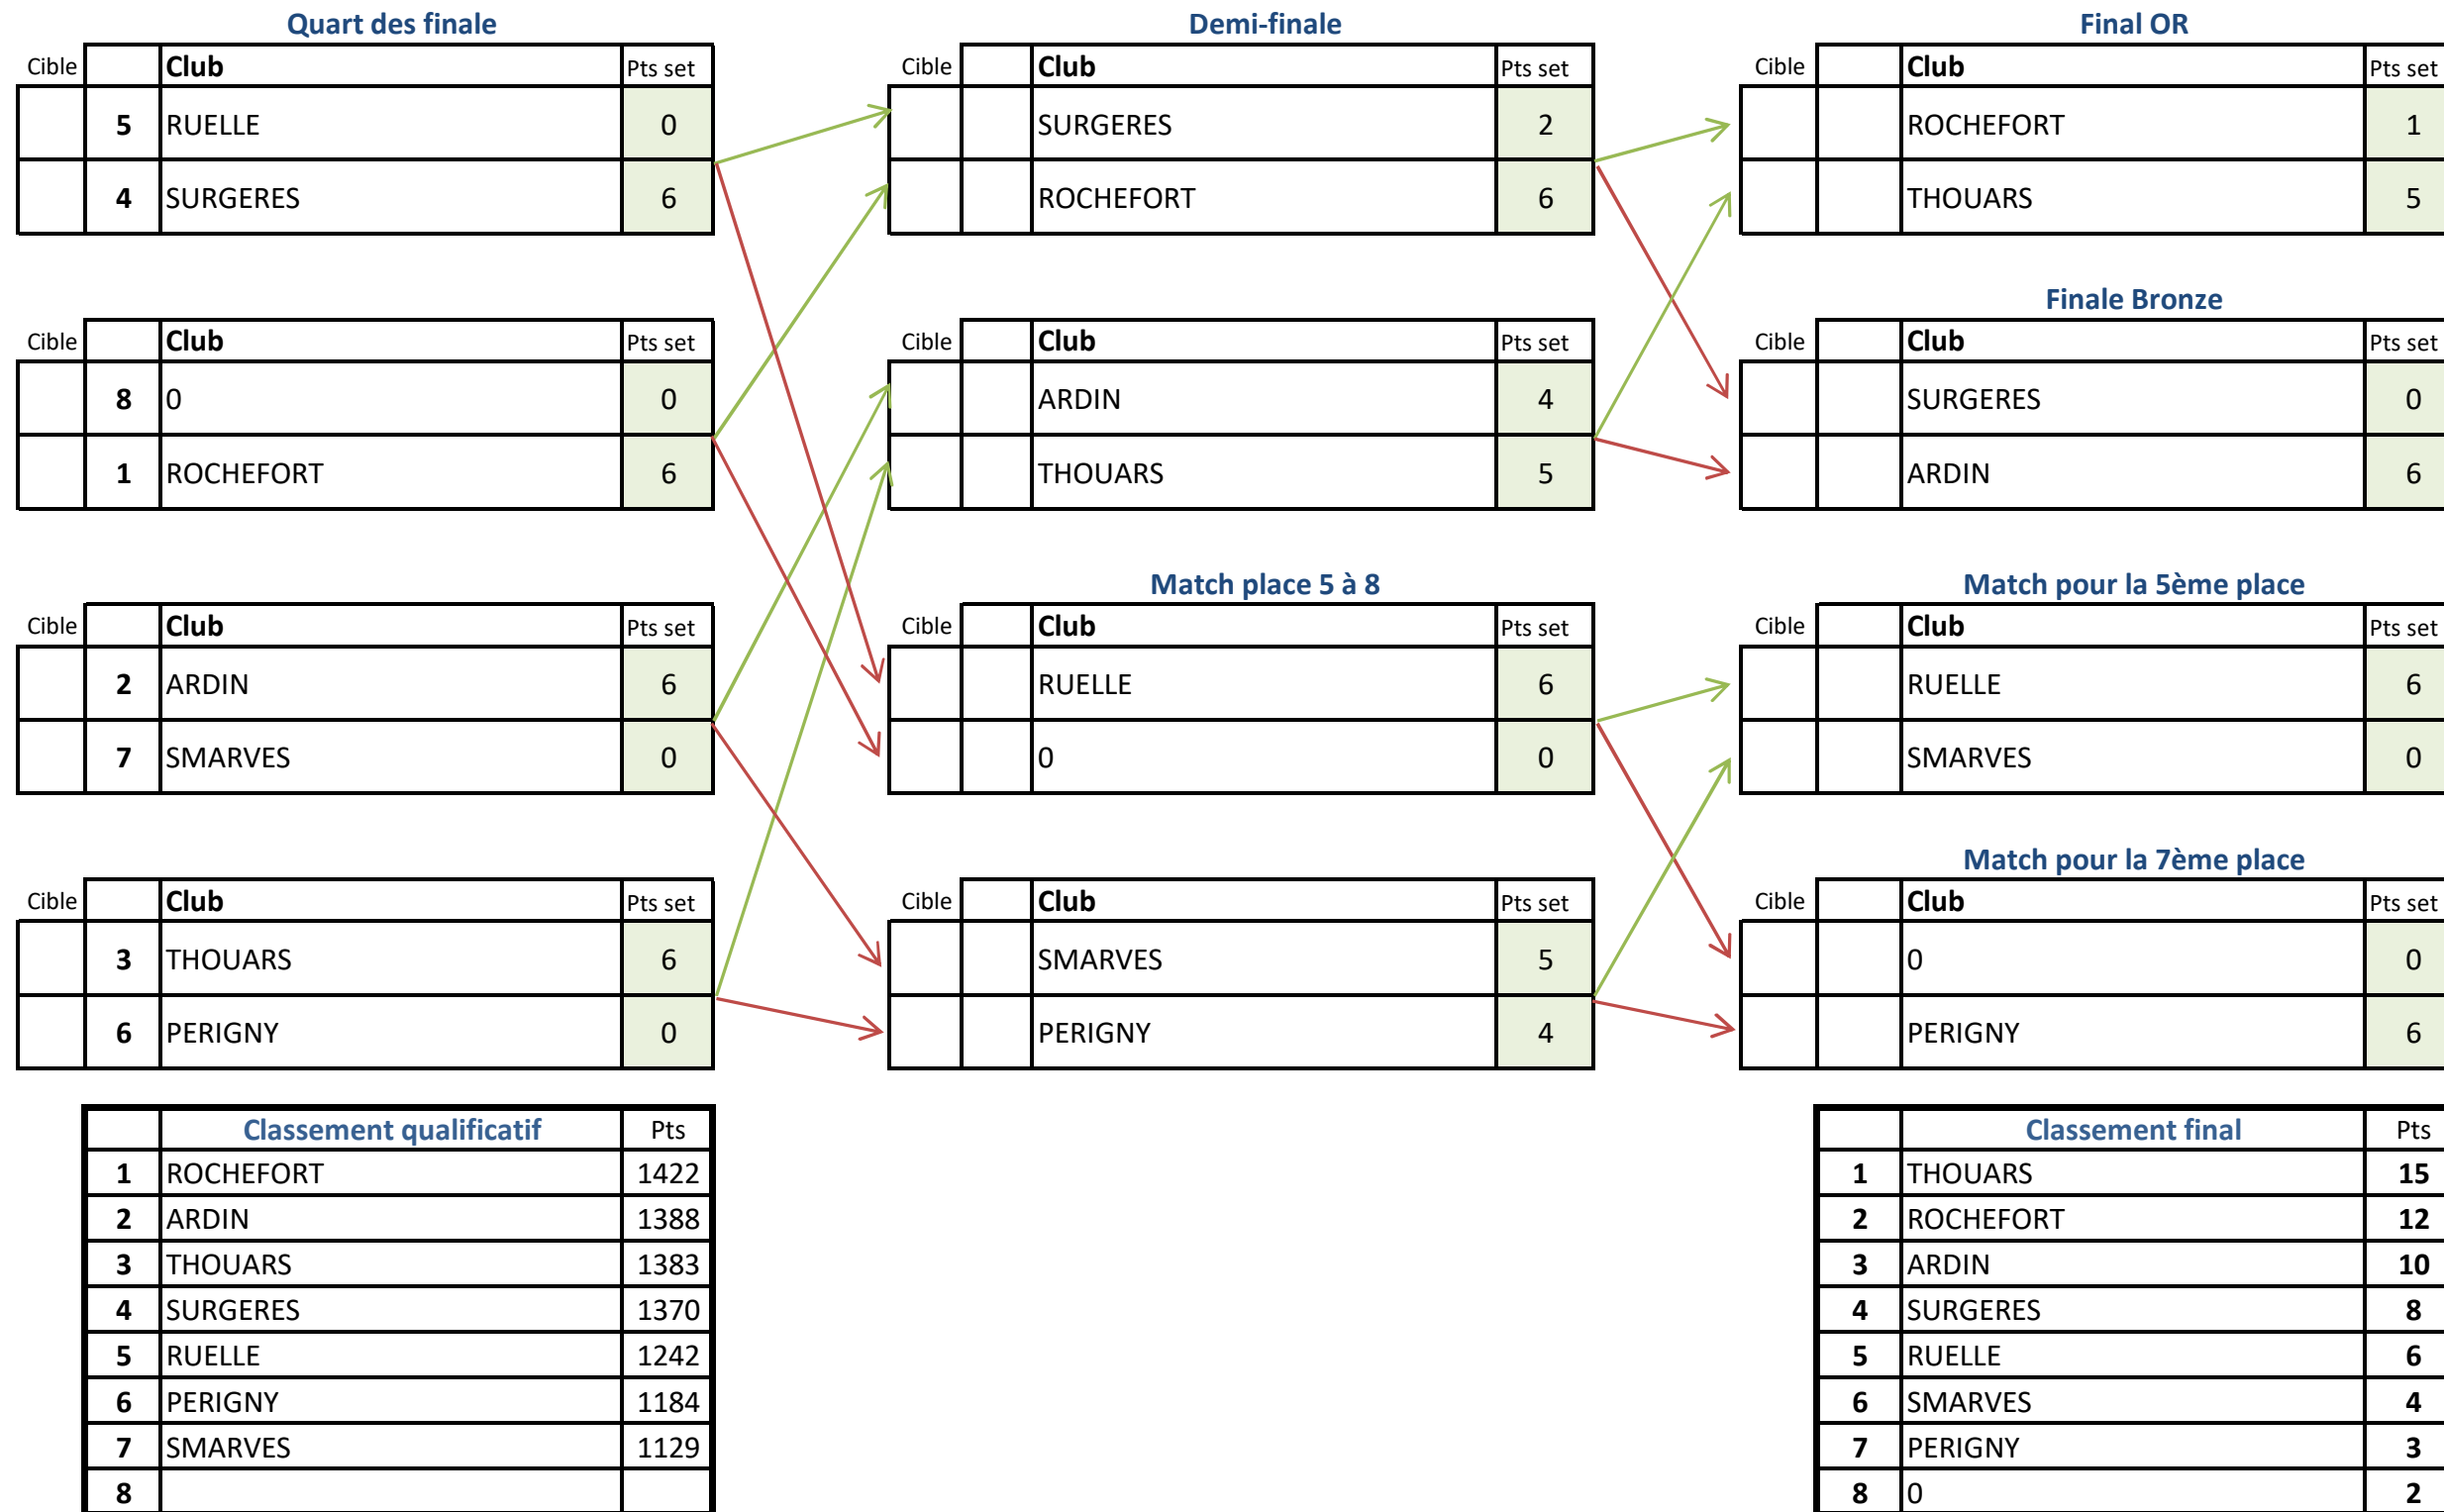 Quart des finale Demi-finale Final OR
Cible Club Pts set Cible Club Pts set Cible Club Pts set
5 RUELLE 0 SURGERES 2 ROCHEFORT 1
4 SURGERES 6 ROCHEFORT 6 THOUARS 5
Finale Bronze
Cible Club Pts set Cible Club Pts set Cible Club Pts set
8 0 0 ARDIN 4 SURGERES 0
1 ROCHEFORT 6 THOUARS 5 ARDIN 6
Match place 5 à 8 Match pour la 5ème place
Cible Club Pts set Cible Club Pts set Cible Club Pts set
2 ARDIN 6 RUELLE 6 RUELLE 6
7 SMARVES 0 0 0 SMARVES 0
Match pour la 7ème place
Cible Club Pts set Cible Club Pts set Cible Club Pts set
3 THOUARS 6 SMARVES 5 0 0
6 PERIGNY 0 PERIGNY 4 PERIGNY 6
Classement qualificatif Pts Classement final Pts
1 ROCHEFORT 1422 1 THOUARS 15
2 ARDIN 1388 2 ROCHEFORT 12
3 THOUARS 1383 3 ARDIN 10
4 SURGERES 1370 4 SURGERES 8
5 RUELLE 1242 5 RUELLE 6
6 PERIGNY 1184 6 SMARVES 4
7 SMARVES 1129 7 PERIGNY 3
8 8 0 2